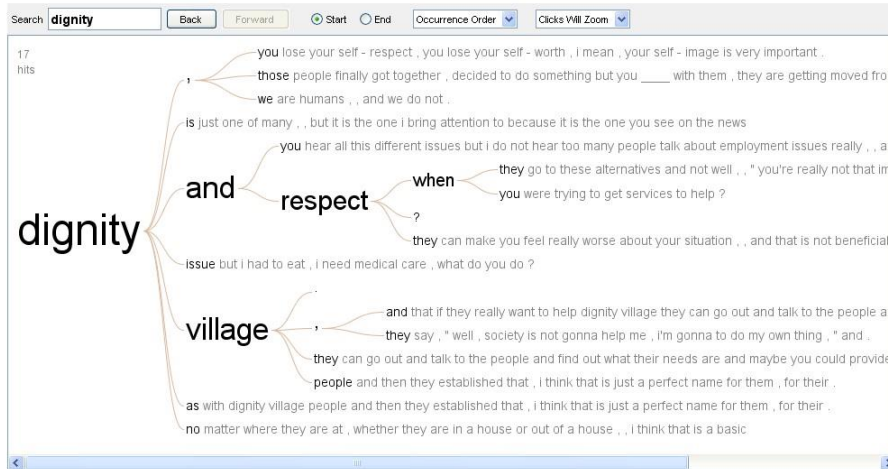 Search dignity Back Forward Start End Occurrence Order Clicks Will Zoom
17
hits
dignity
,
you lose your self - respect , you lose your self - worth , i mean , your self - image is very important .
those people finally got together , decided to do something but you ____ with them , they are getting moved fro
we are humans , , and we do not .
is just one of many , , but it is the one i bring attention to because it is the one you see on the news
and
you hear all this different issues but i do not hear too many people talk about employment issues really , , a
respect
when
they go to these alternatives and not well , , " you're really not that im
you were trying to get services to help ?
?
they can make you feel really worse about your situation , , and that is not beneficial
issue but i had to eat , i need medical care , what do you do ?
village
.
,
and that if they really want to help dignity village they can go out and talk to the people a
they say , " well , society is not gonna help me , i'm gonna to do my own thing , " and .
they can go out and talk to the people and find out what their needs are and maybe you could provide
people and then they established that , i think that is just a perfect name for them , for their .
as with dignity village people and then they established that , i think that is just a perfect name for them , for their .
no matter where they are at , whether they are in a house or out of a house , , i think that is a basic